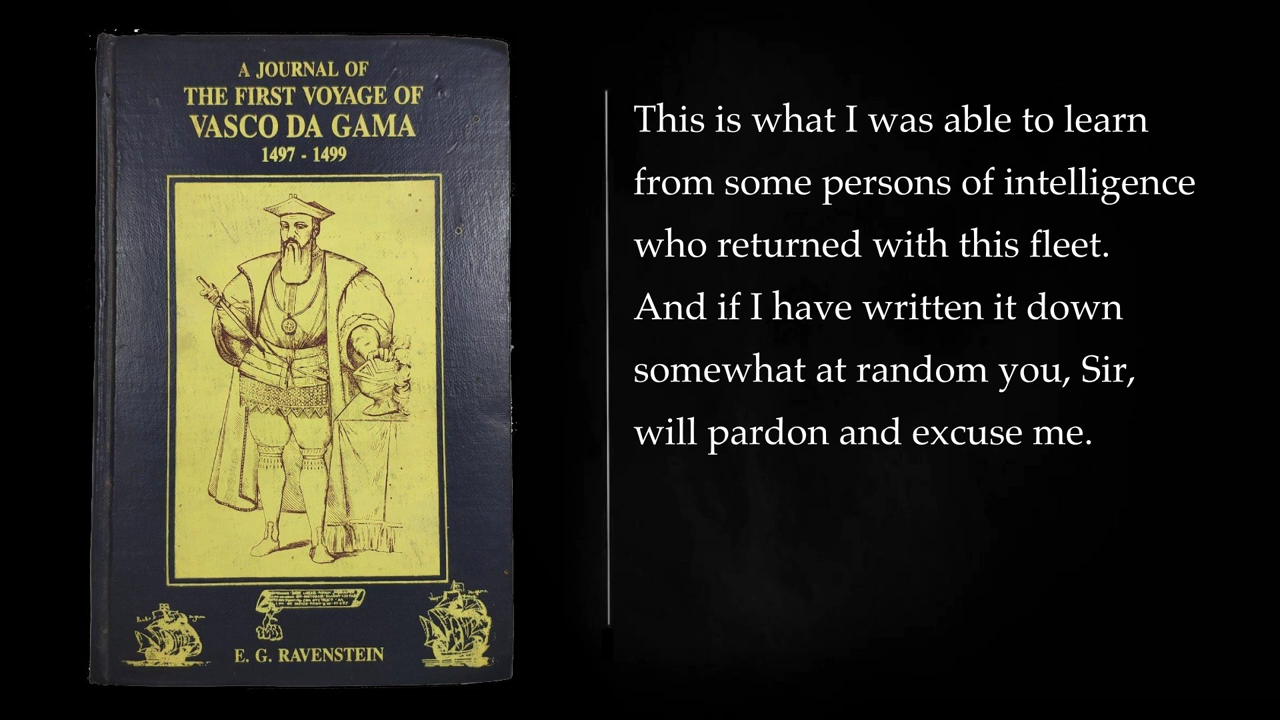 A JOURNAL OF
THE FIRST VOYAGE OF
VASCO DA GAMA
1497 - 1499
E. G. RAVENSTEIN
This is what I was able to learn
from some persons of intelligence
who returned with this fleet.
And if I have written it down
somewhat at random you, Sir,
will pardon and excuse me.